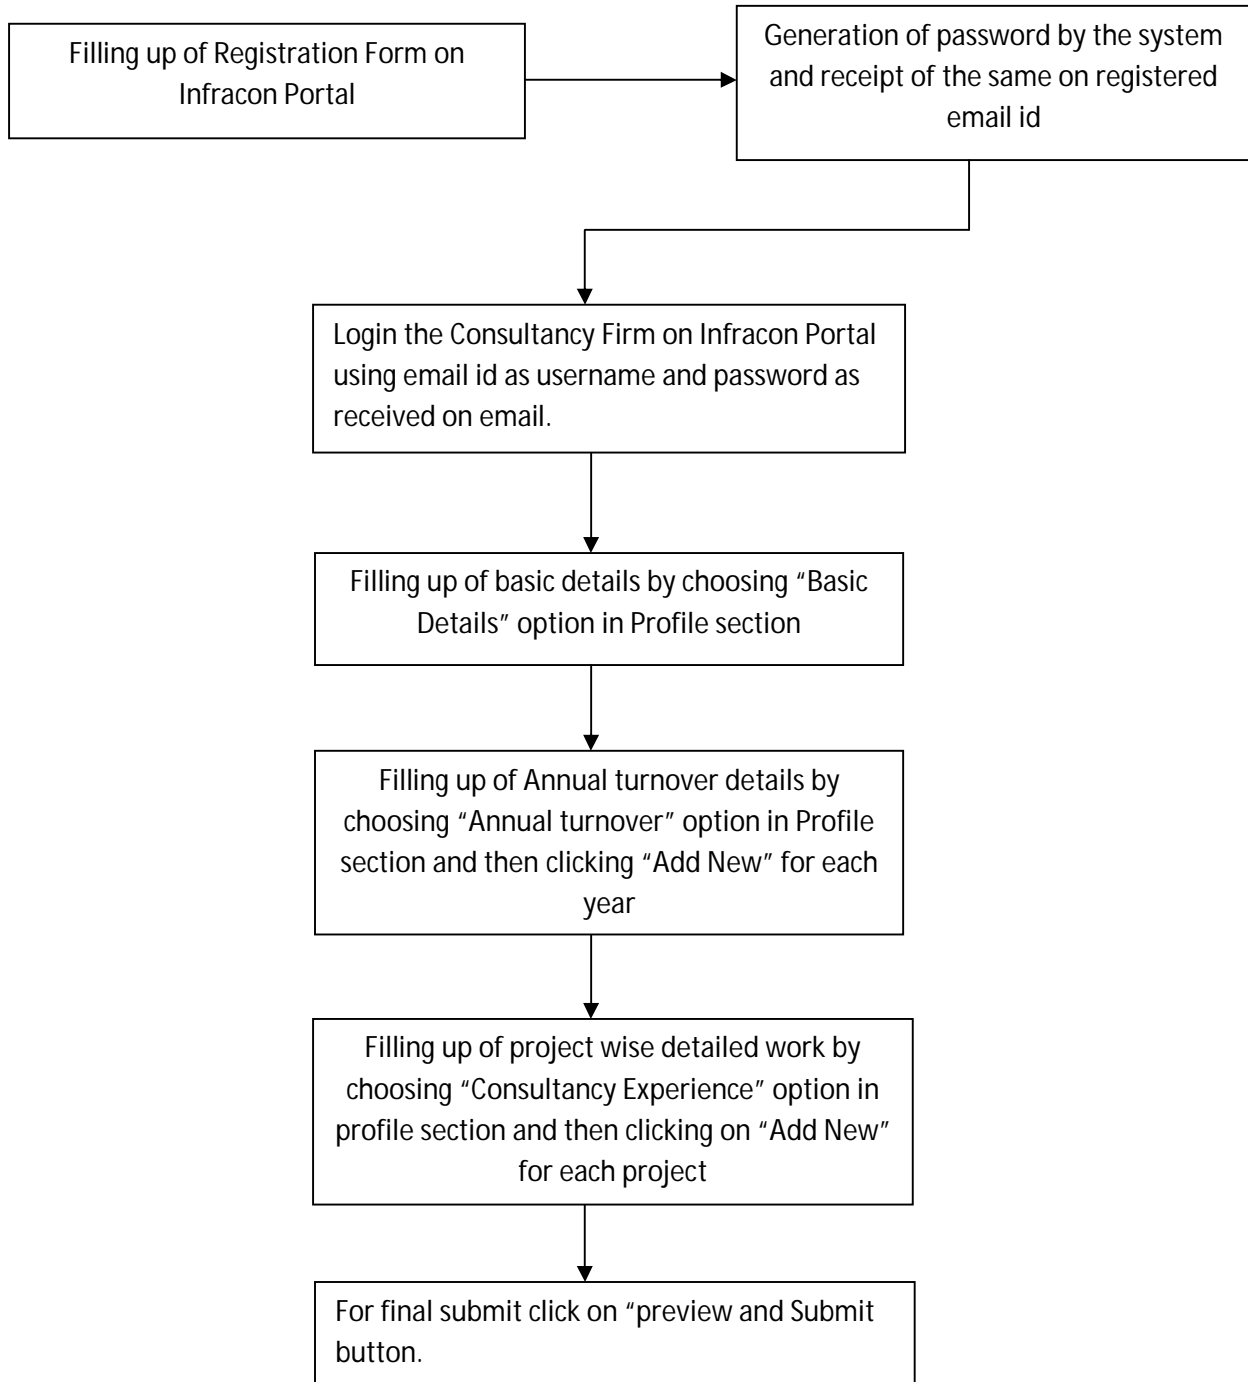 Filling up of Registration Form on
Infracon Portal
Generation of password by the system
and receipt of the same on registered
email id
Login the Consultancy Firm on Infracon Portal
using email id as username and password as
received on email.
Filling up of basic details by choosing “Basic
Details” option in Profile section
Filling up of Annual turnover details by
choosing “Annual turnover” option in Profile
section and then clicking “Add New” for each
year
Filling up of project wise detailed work by
choosing “Consultancy Experience” option in
profile section and then clicking on “Add New”
for each project
For final submit click on “preview and Submit
button.